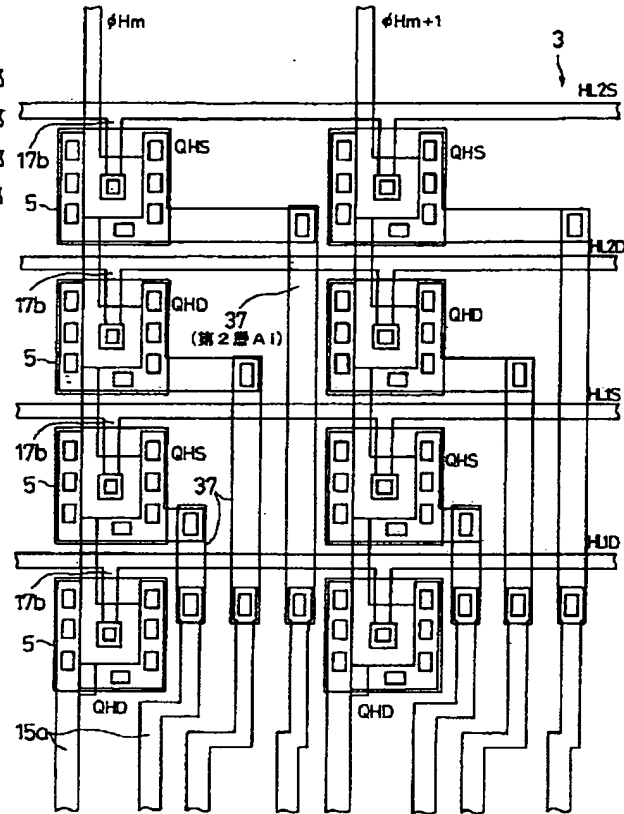 φHm φHm+1 3
HL2S
17b QHS QHS
5
HL2D
17b QHD 37 QHD
(第2層Al)
5
HL1S
17b QHS QHS
5 37
HL1D
17b
5
QHD QHD
15a